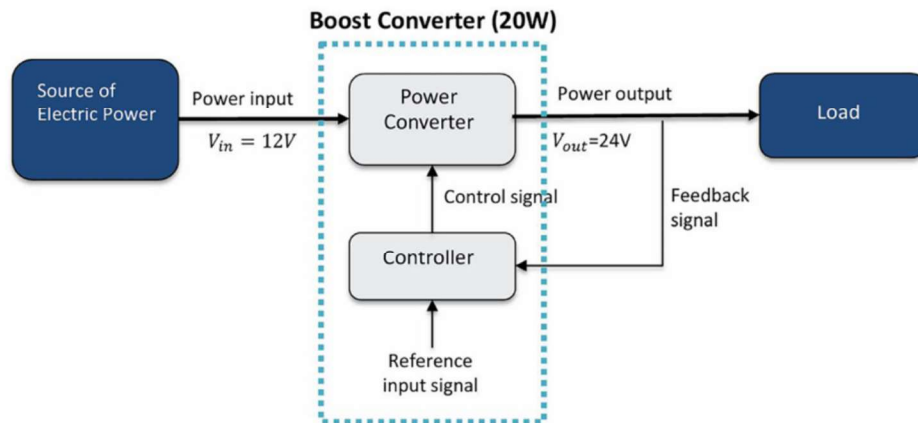 Boost Converter (20W)
Source of
Electric Power
Power input
V_in = 12V
Power
Converter
Power output
V_out=24V
Load
Control signal
Feedback
signal
Controller
Reference
input signal